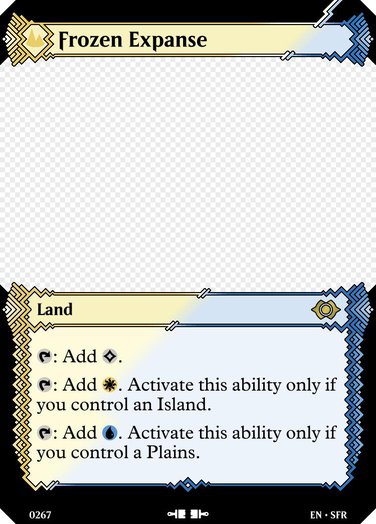 Frozen Expanse
Land
: Add .
: Add . Activate this ability only if
you control an Island.
: Add . Activate this ability only if
you control a Plains.
0267
EN • SFR